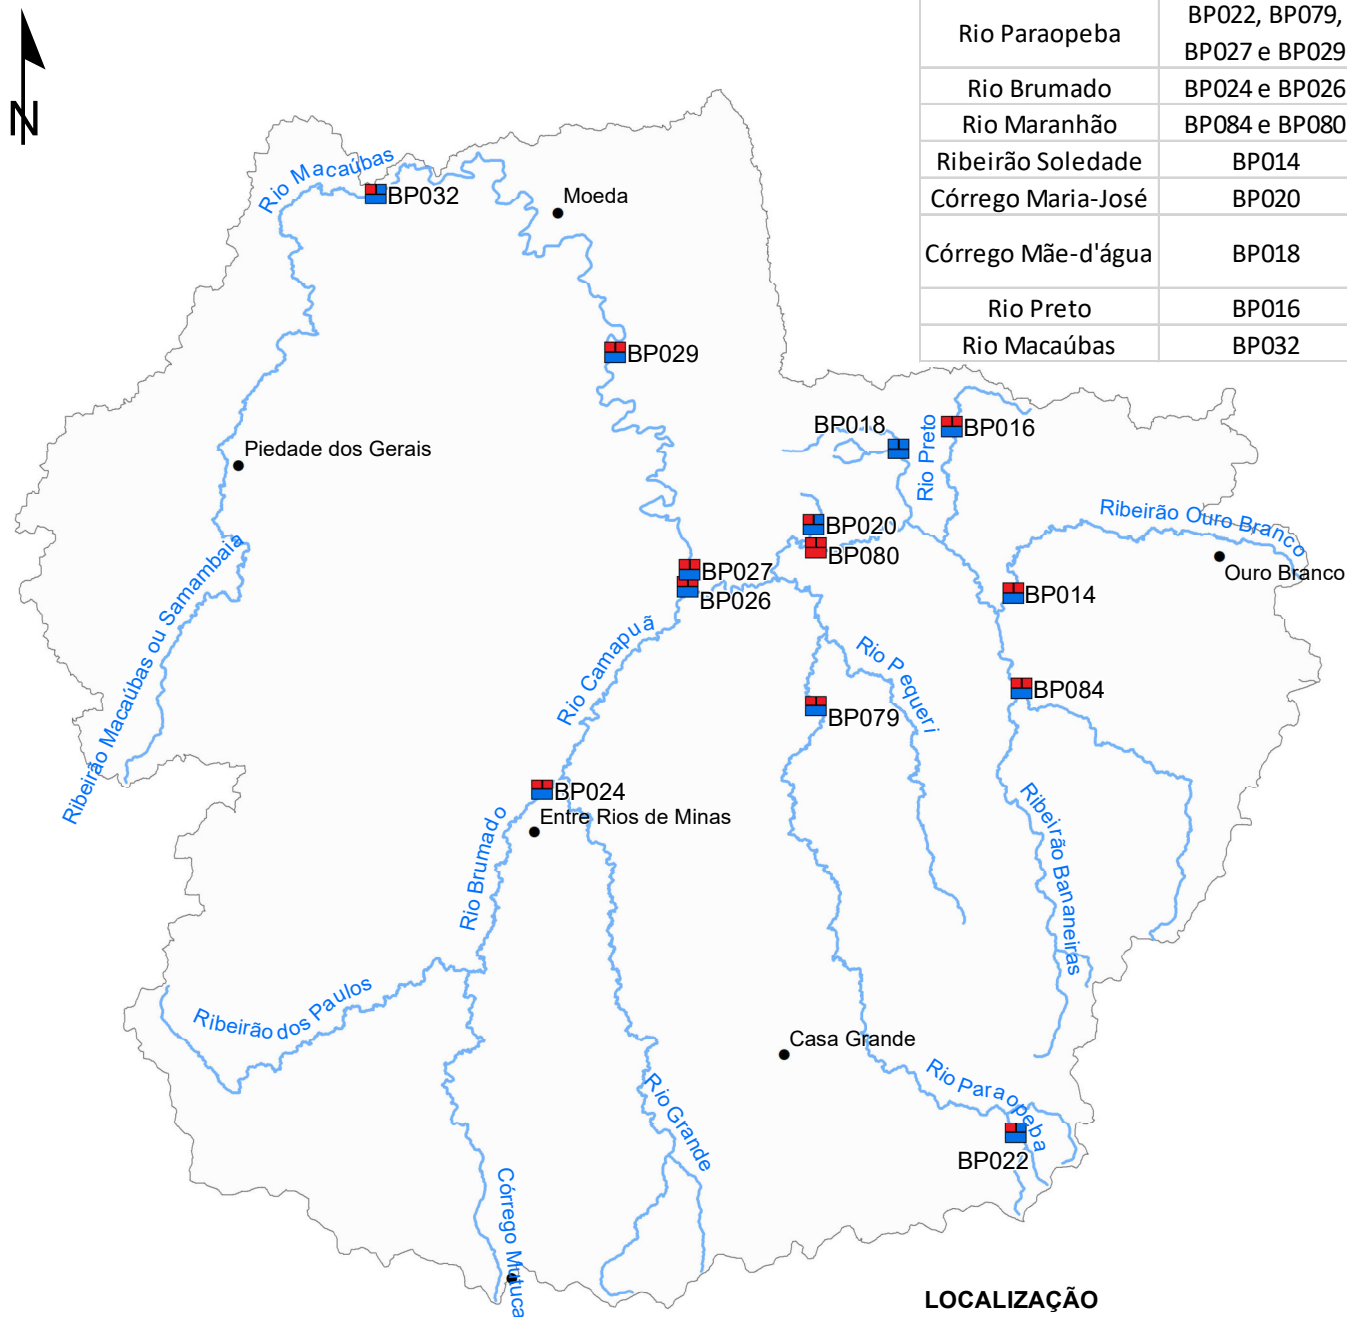 N
Rio Paraopeba
BP022, BP079,
BP027 e BP029
Rio Brumado
BP024 e BP026
Rio Maranhão
BP084 e BP080
Ribeirão Soledade
BP014
Córrego Maria-José
BP020
Córrego Mãe-d'água
BP018
Rio Preto
BP016
Rio Macaúbas
BP032
Rio Macaúbas
BP032
Moeda
BP029
BP018
Rio Preto
BP016
Piedade dos Gerais
Ribeirão Ouro Branco
BP020
BP080
Ouro Branco
BP027
BP026
BP014
Ribeirão Macaúbas ou Samambaia
Rio Camapuã
Rio Pequeri
BP084
BP079
BP024
Entre Rios de Minas
Rio Brumado
Ribeirão Bananeiras
Ribeirão dos Paulos
Casa Grande
Rio Paraopeba
Rio Grande
BP022
Córrego Mutuca
LOCALIZAÇÃO